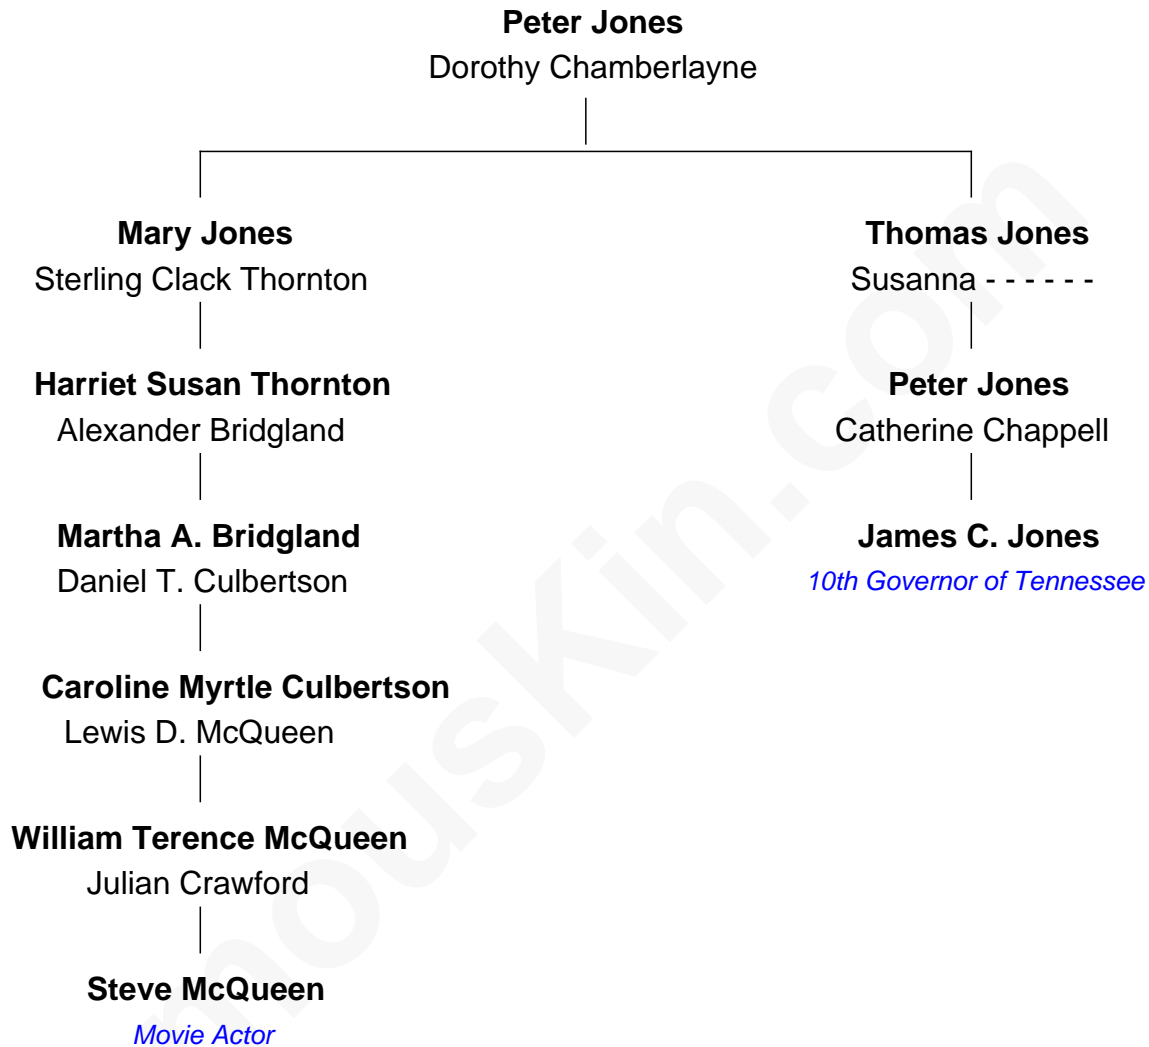 Peter Jones
Dorothy Chamberlayne
Mary Jones
Sterling Clack Thornton
Thomas Jones
Susanna - - - - - -
Harriet Susan Thornton
Alexander Bridgland
Peter Jones
Catherine Chappell
Martha A. Bridgland
Daniel T. Culbertson
James C. Jones
10th Governor of Tennessee
Caroline Myrtle Culbertson
Lewis D. McQueen
William Terence McQueen
Julian Crawford
Steve McQueen
Movie Actor
mousKin.com